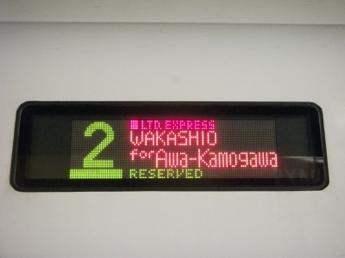 2
LTD. EXPRESS
WAKASHIO
for Awa-Kamogawa
RESERVED